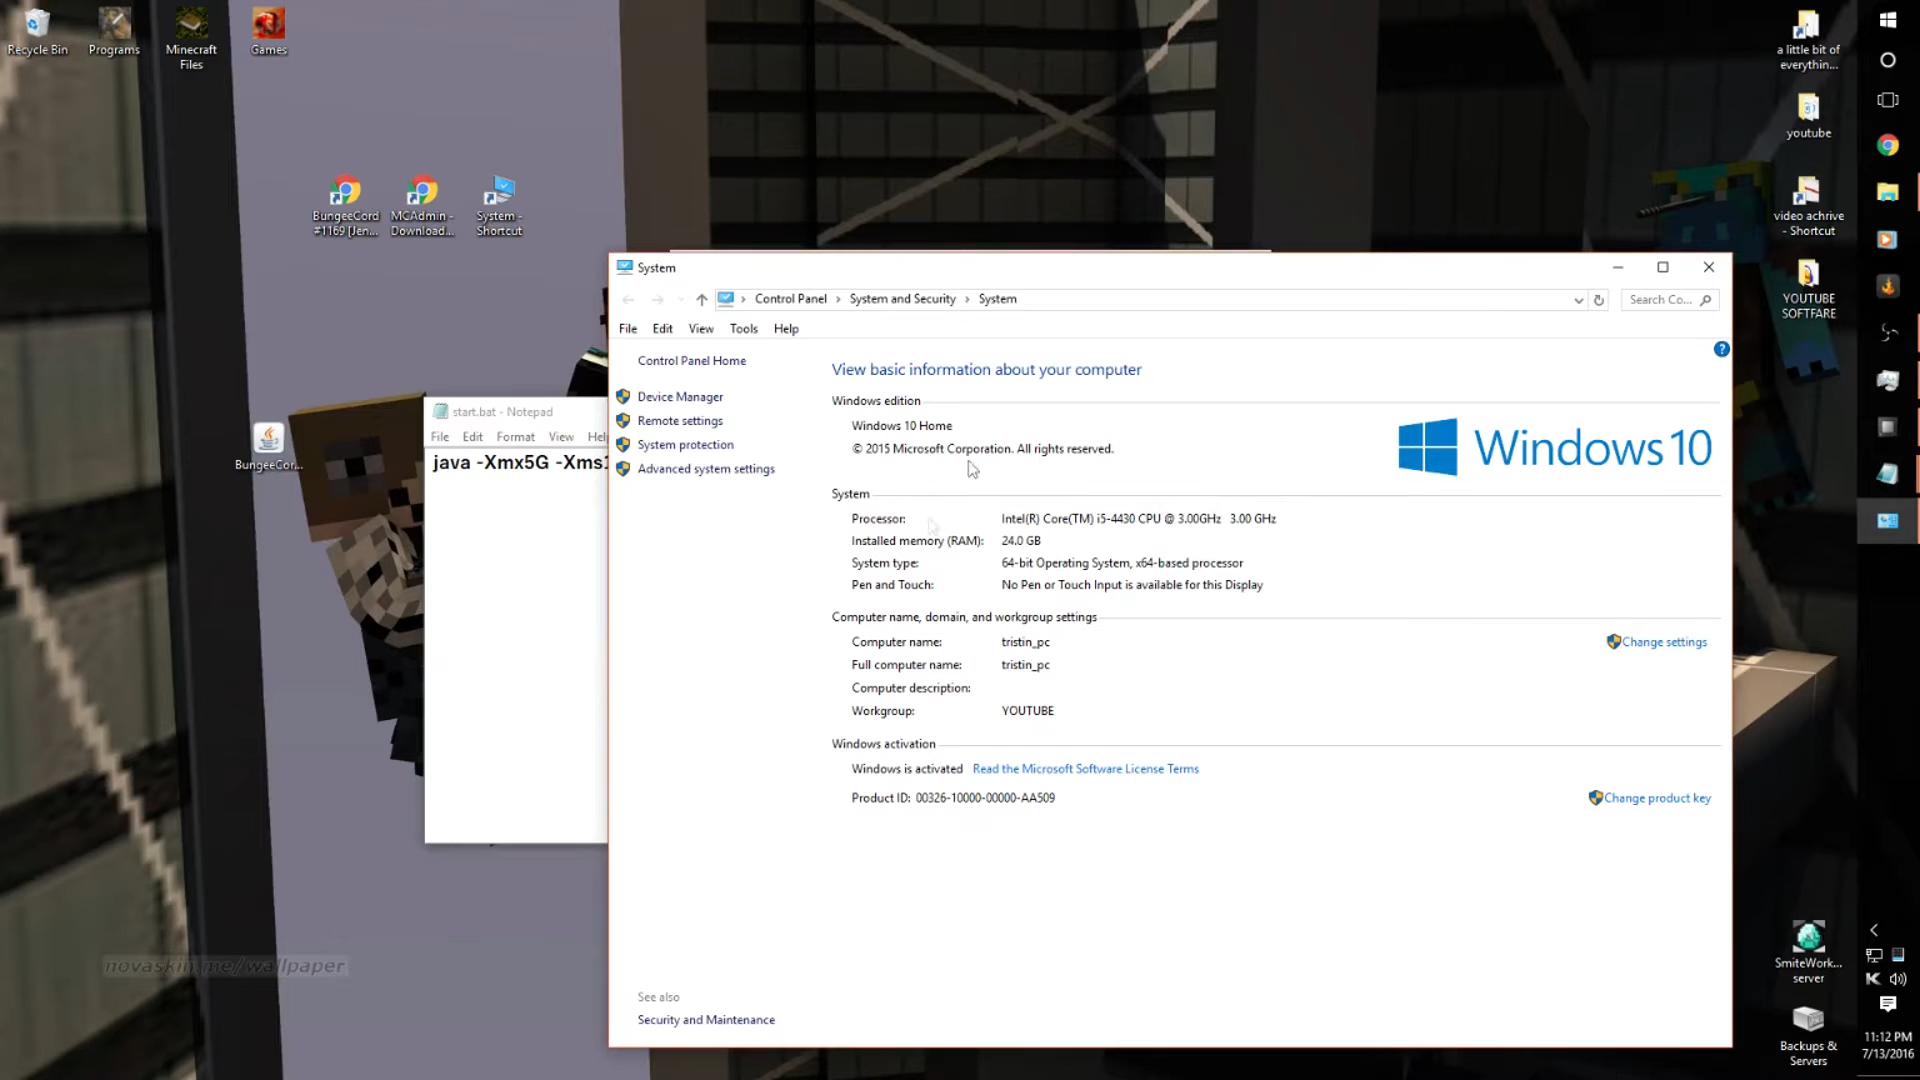 Recycle Bin
Programs
Minecraft
Files
Games
BungeeCord
#1169 [Jen...
MCAdmin -
Download...
System -
Shortcut
BungeeCor...
start.bat - Notepad
File Edit Format View Hel
java -Xmx5G -Xms1
novaskin.me/wallpaper
System
Control Panel › System and Security › System
Search Co...
File Edit View Tools Help
Control Panel Home
Device Manager
Remote settings
System protection
Advanced system settings
See also
Security and Maintenance
?
View basic information about your computer
Windows edition
Windows 10 Home
© 2015 Microsoft Corporation. All rights reserved.
Windows 10
System
Processor: Intel(R) Core(TM) i5-4430 CPU @ 3.00GHz 3.00 GHz
Installed memory (RAM): 24.0 GB
System type: 64-bit Operating System, x64-based processor
Pen and Touch: No Pen or Touch Input is available for this Display
Computer name, domain, and workgroup settings
Computer name: tristin_pc
Change settings
Full computer name: tristin_pc
Computer description:
Workgroup: YOUTUBE
Windows activation
Windows is activated Read the Microsoft Software License Terms
Product ID: 00326-10000-00000-AA509
Change product key
a little bit of
everythin...
youtube
video achrive
- Shortcut
YOUTUBE
SOFTFARE
SmiteWork...
server
Backups &
Servers
11:12 PM
7/13/2016